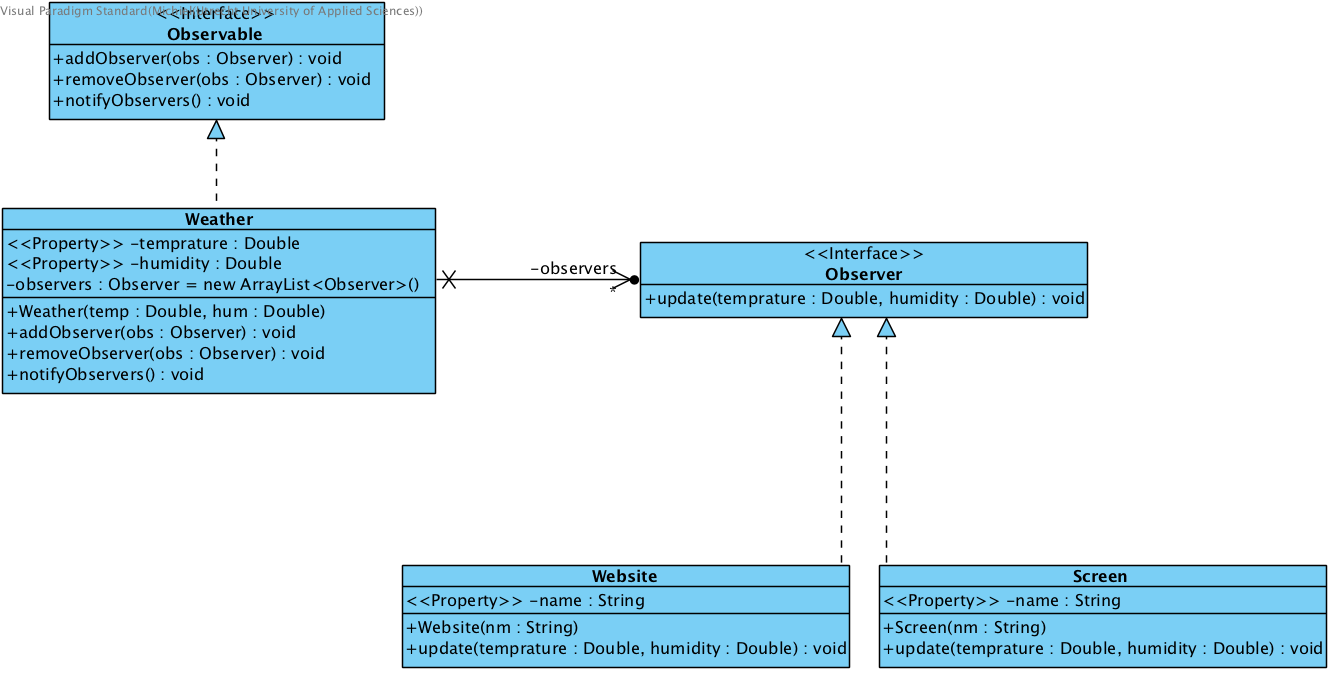 Visual Paradigm Standard(Michiel(Utrecht University of Applied Sciences))
<<Interface>>
Observable
+addObserver(obs : Observer) : void
+removeObserver(obs : Observer) : void
+notifyObservers() : void
Weather
<<Property>> -temprature : Double
<<Property>> -humidity : Double
-observers : Observer = new ArrayList<Observer>()
+Weather(temp : Double, hum : Double)
+addObserver(obs : Observer) : void
+removeObserver(obs : Observer) : void
+notifyObservers() : void
-observers
*
<<Interface>>
Observer
+update(temprature : Double, humidity : Double) : void
Website
<<Property>> -name : String
+Website(nm : String)
+update(temprature : Double, humidity : Double) : void
Screen
<<Property>> -name : String
+Screen(nm : String)
+update(temprature : Double, humidity : Double) : void